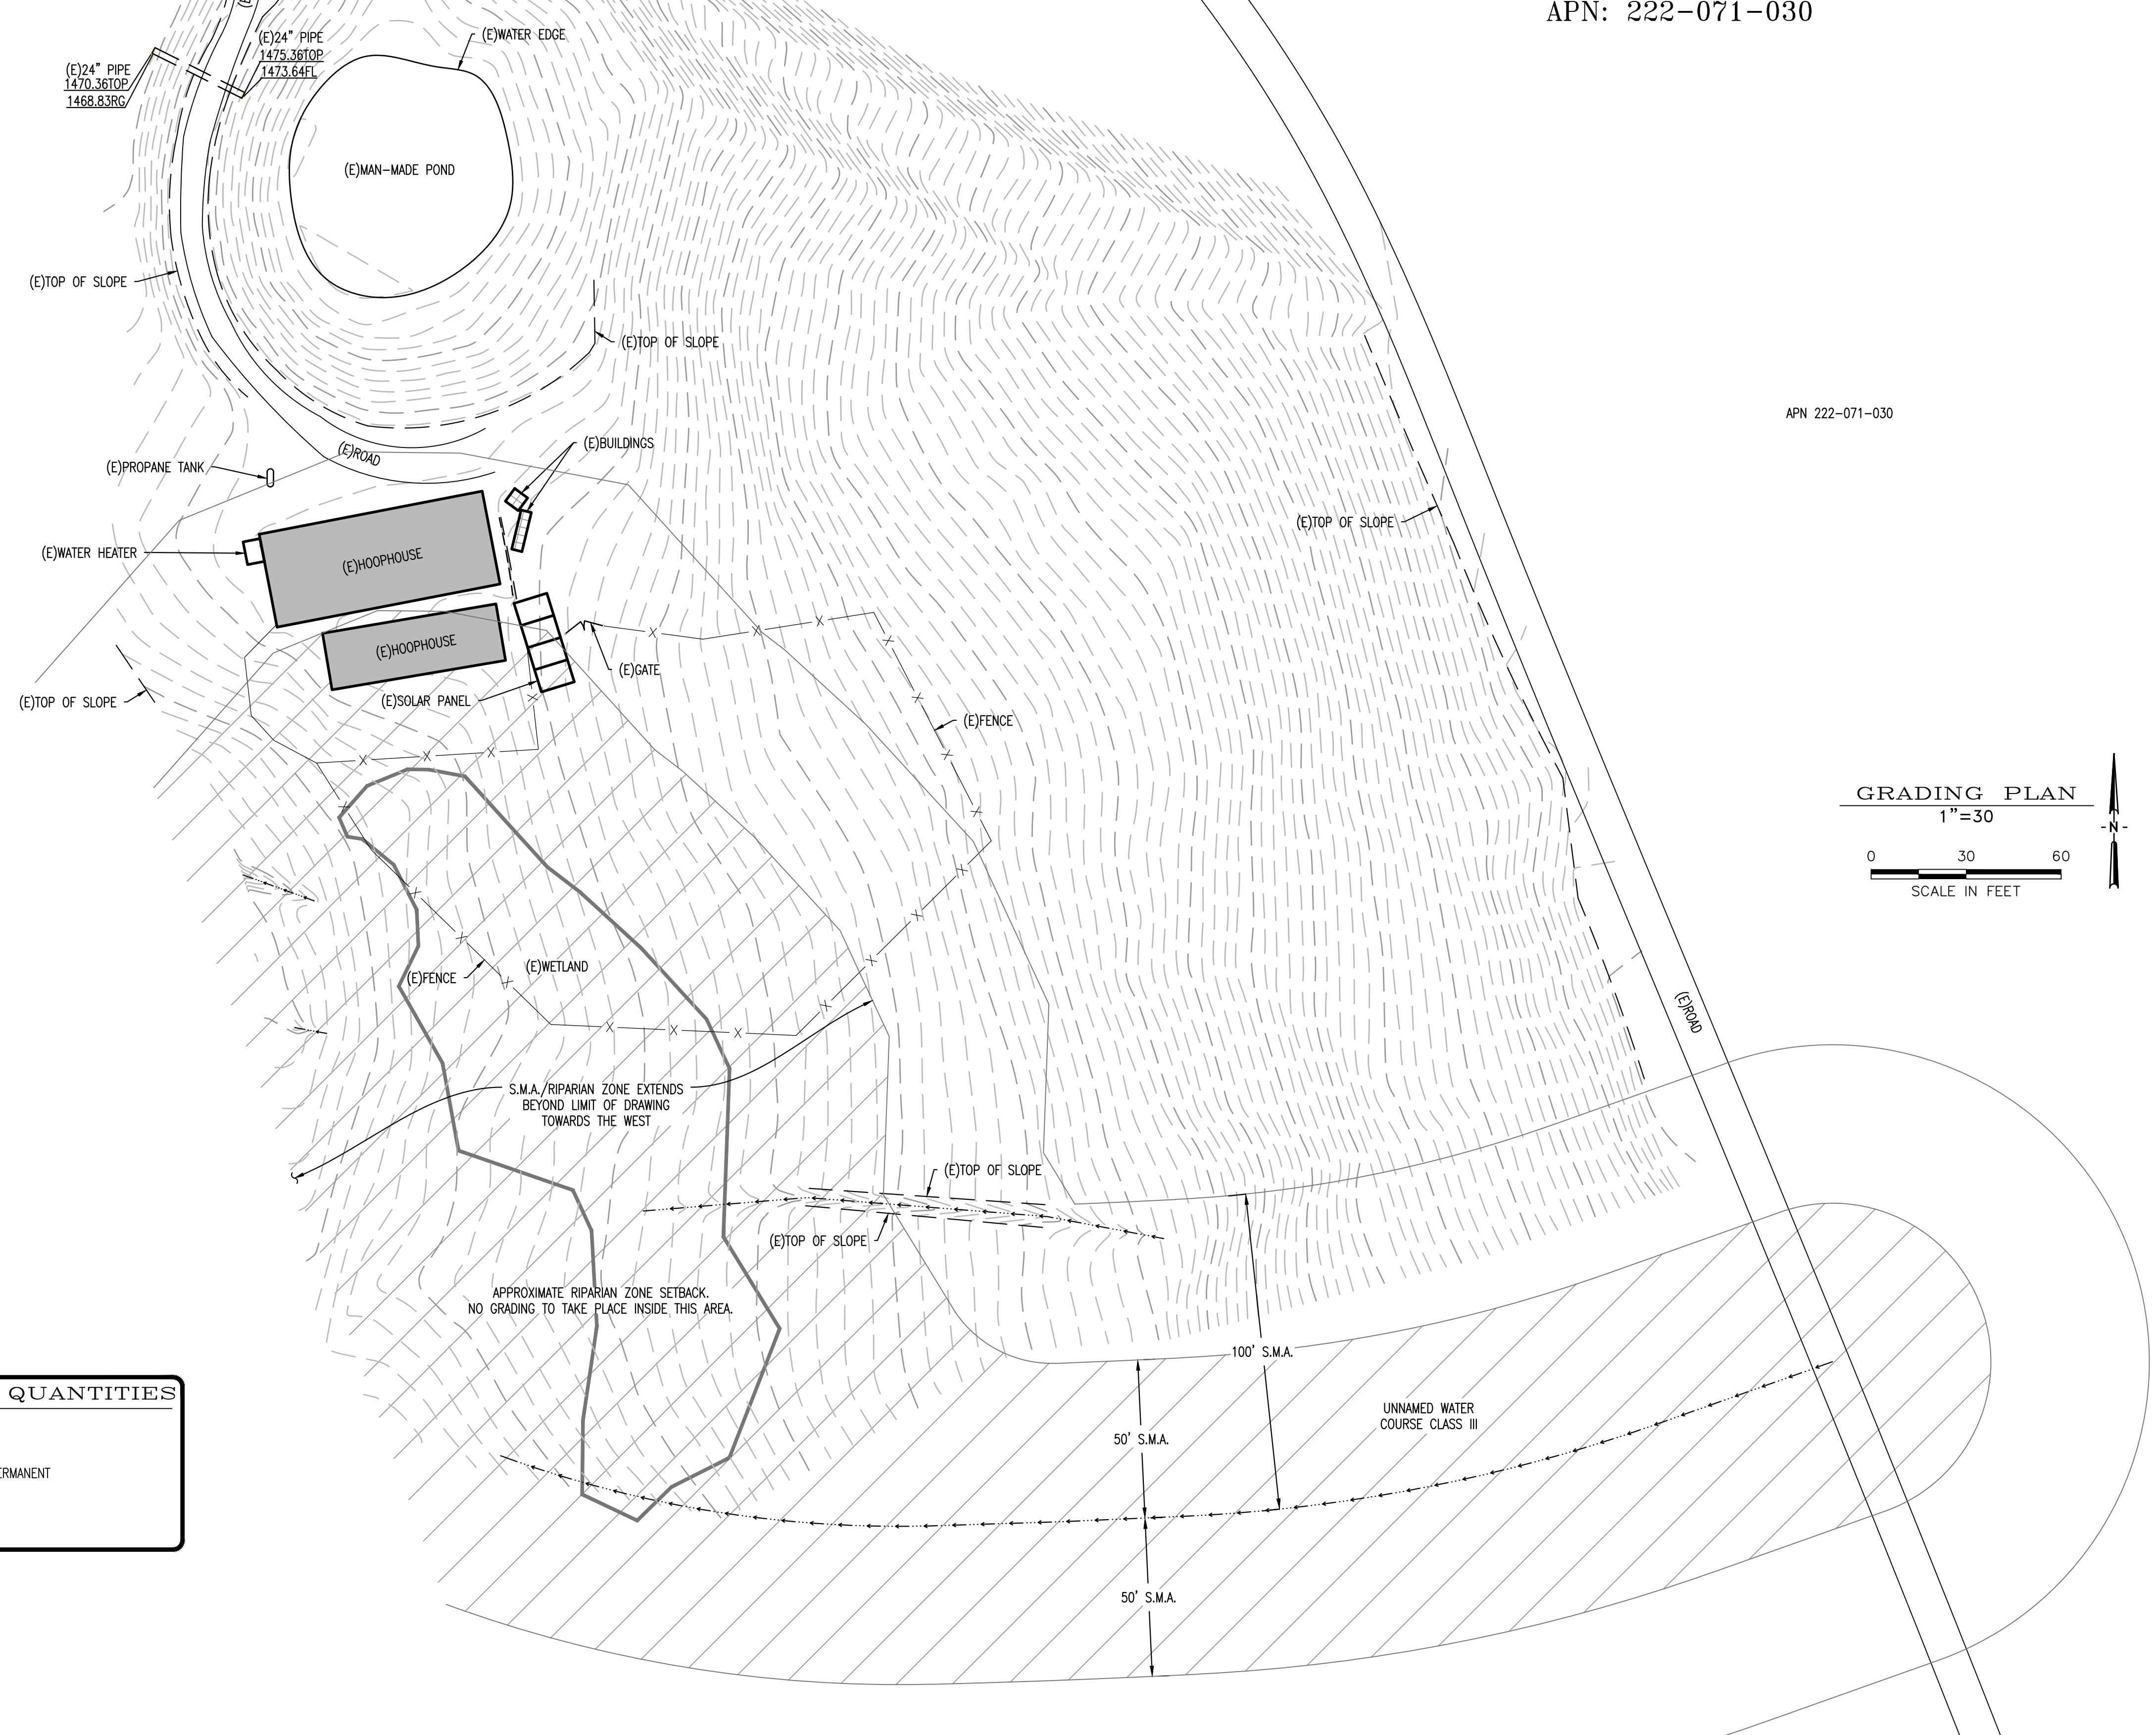 APN: 222-071-030
(E)24" PIPE
1475.36TOP
1473.64FL
(E)24" PIPE
1470.36TOP
1468.83RG
(E)WATER EDGE
(E)MAN-MADE POND
(E)TOP OF SLOPE
(E)TOP OF SLOPE
APN 222-071-030
(E)BUILDINGS
(E)ROAD
(E)PROPANE TANK
(E)TOP OF SLOPE
(E)WATER HEATER
(E)HOOPHOUSE
(E)HOOPHOUSE
(E)GATE
(E)SOLAR PANEL
(E)TOP OF SLOPE
(E)FENCE
GRADING PLAN
1"=30
-N-
0 30 60
SCALE IN FEET
(E)WETLAND
(E)FENCE
(E)ROAD
S.M.A./RIPARIAN ZONE EXTENDS
BEYOND LIMIT OF DRAWING
TOWARDS THE WEST
(E)TOP OF SLOPE
(E)TOP OF SLOPE
APPROXIMATE RIPARIAN ZONE SETBACK.
NO GRADING TO TAKE PLACE INSIDE THIS AREA.
100' S.M.A.
QUANTITIES
UNNAMED WATER
COURSE CLASS III
50' S.M.A.
ERMANENT
50' S.M.A.